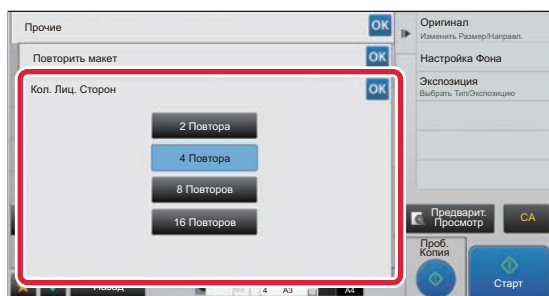 Прочие
OK
Повторить макет
OK
Кол. Лиц. Сторон
OK
2 Повтора
4 Повтора
8 Повторов
16 Повторов
Оригинал
Изменить Размер/Направл.
Настройка Фона
Экспозиция
Выбрать Тип/Экспозицию
Предварит.
Просмотр
CA
Проб.
Копия
Старт
Назад
4 A3
A4